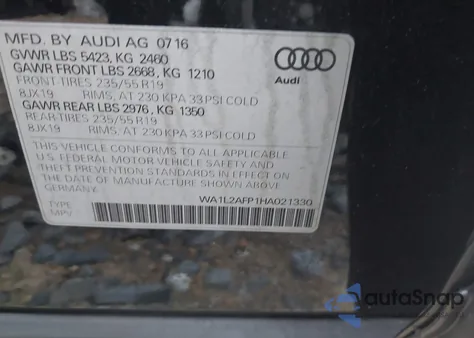 MFD. BY AUDI AG 07 16
GVWR LBS 5423, KG 2460
GAWR FRONT LBS 2668, KG 1210
FRONT TIRES 235/55 R19
8JX19 RIMS, AT 230 KPA 33 PSI COLD
GAWR REAR LBS 2976, KG 1350
REAR TIRES 235/55 R19
8JX19 RIMS, AT 230 KPA 33 PSI COLD
THIS VEHICLE CONFORMS TO ALL APPLICABLE
U.S. FEDERAL MOTOR VEHICLE SAFETY AND
THEFT PREVENTION STANDARDS IN EFFECT ON
THE DATE OF MANUFACTURE SHOWN ABOVE
GERMANY
TYPE WA1L2AFP1HA021330
MPV
Audi
autoSnap